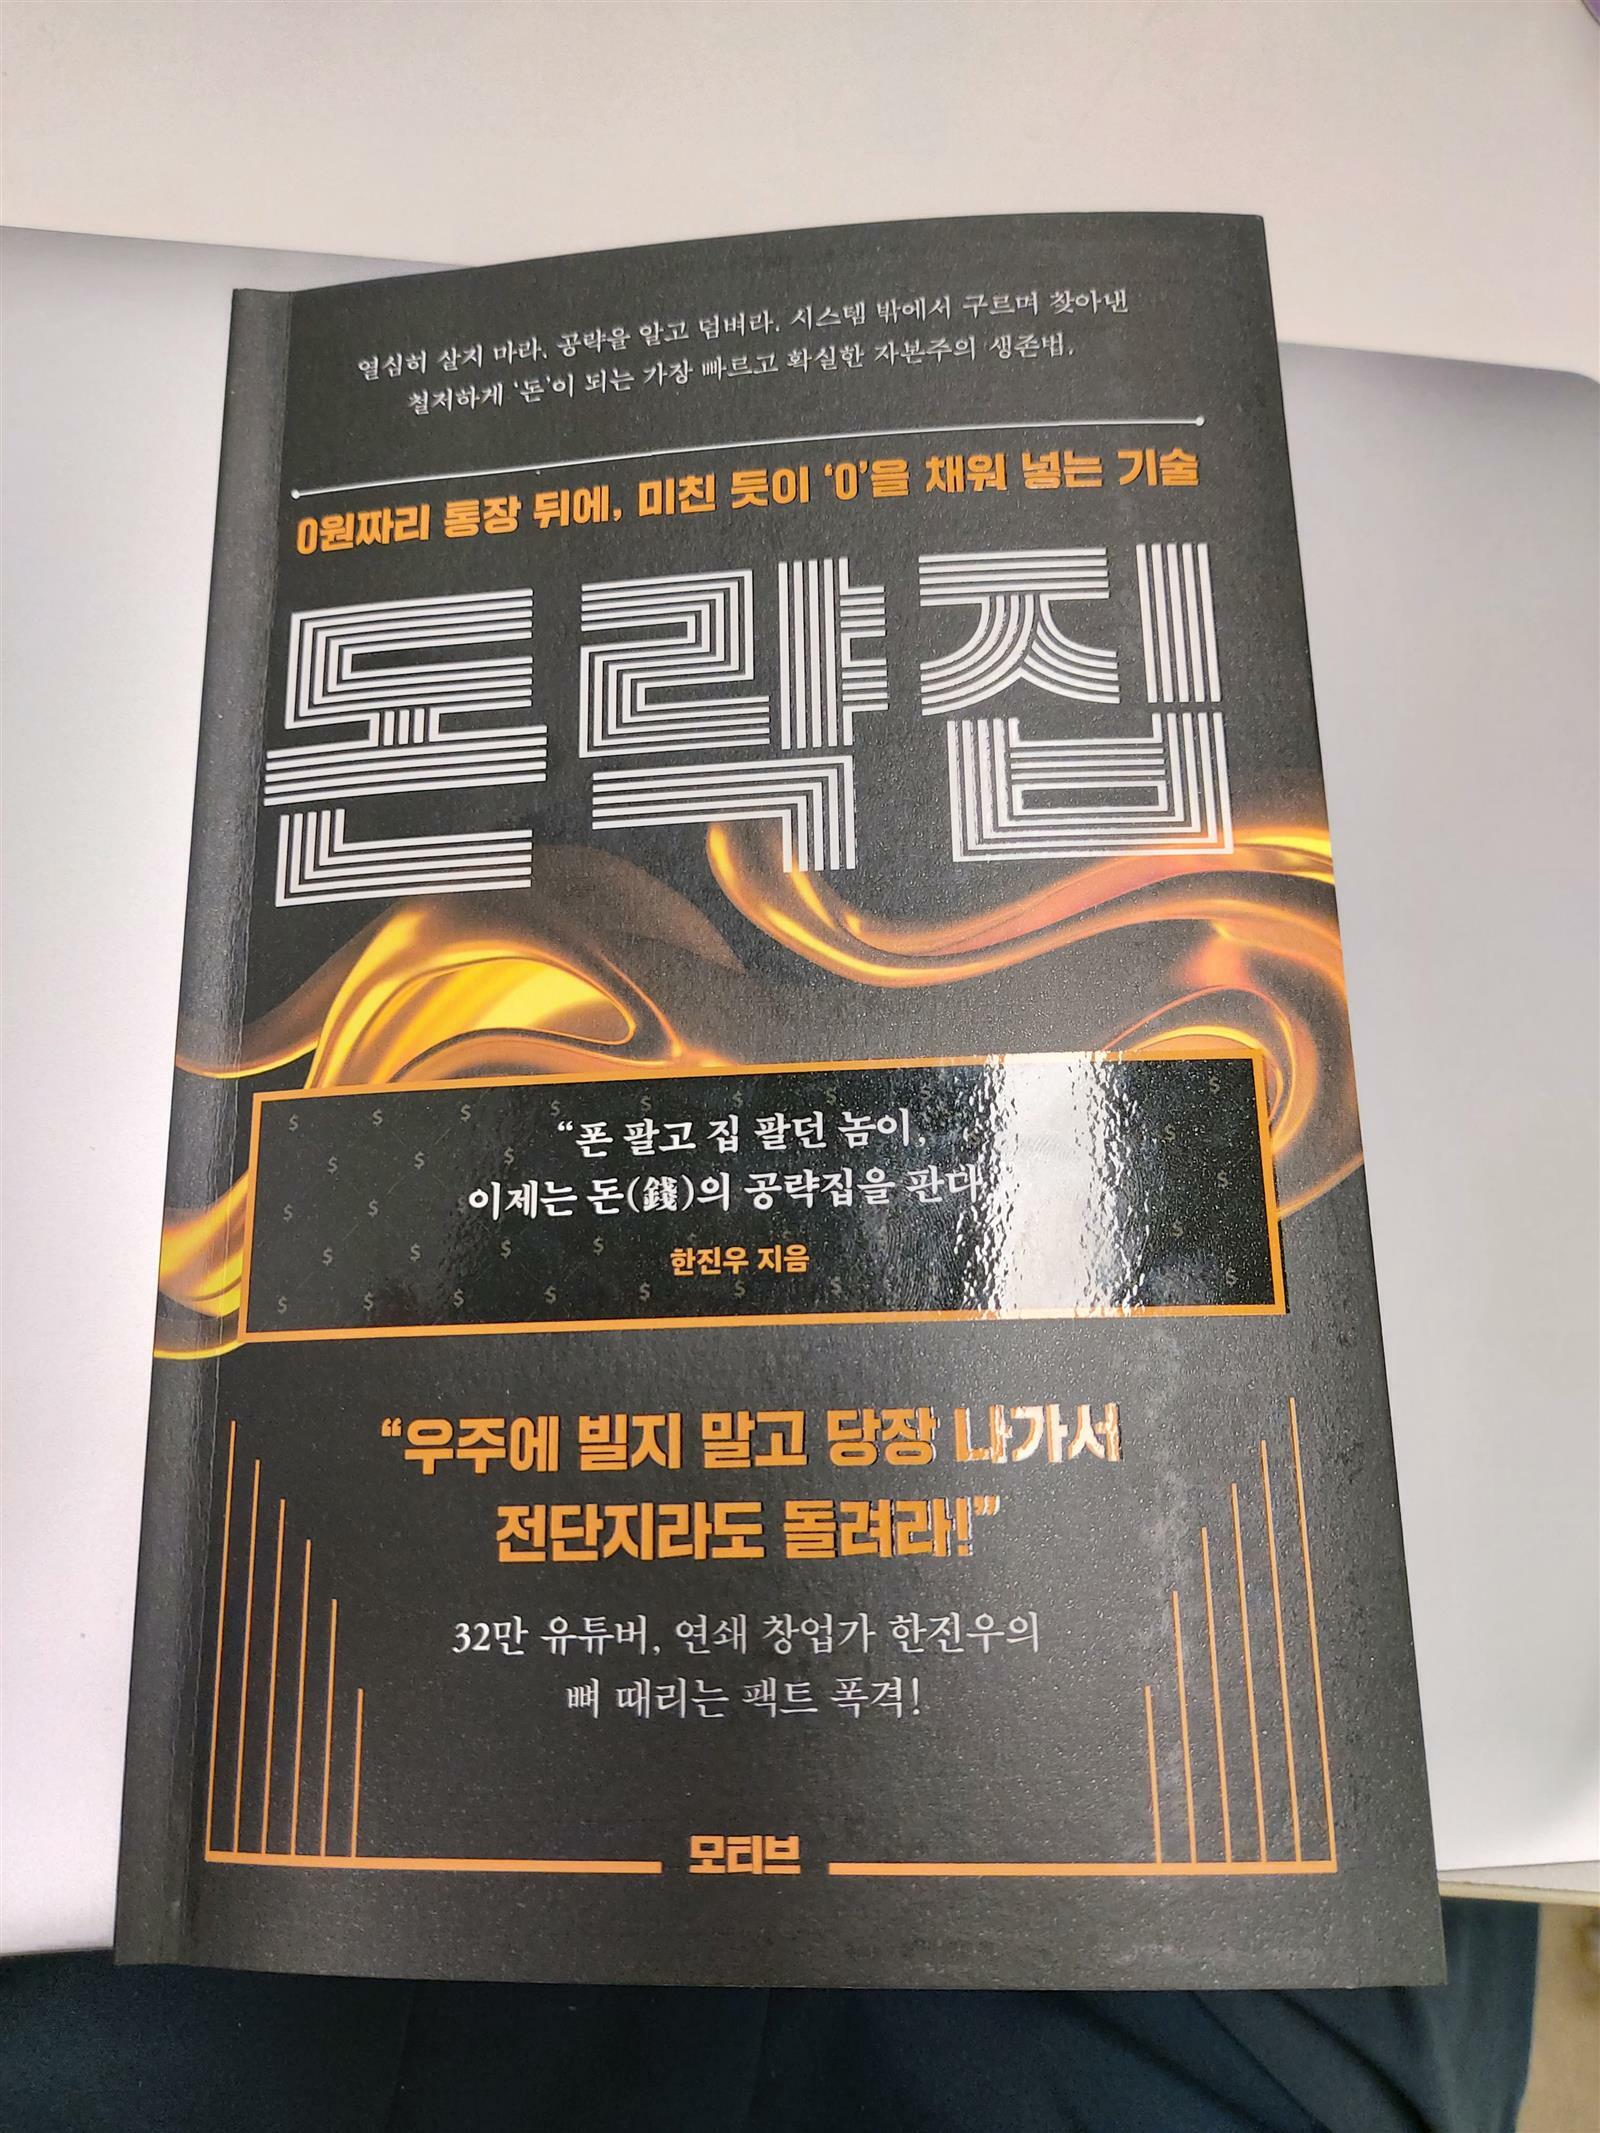 열심히 살지 마라. 공략을 알고 덤벼라. 시스템 밖에서 구르며 찾아낸
철저하게 '돈'이 되는 가장 빠르고 확실한 자본주의 생존법.
0원짜리 통장 뒤에, 미친 듯이 '0'을 채워 넣는 기술
돈략집
“폰 팔고 집 팔던 놈이,
이제는 돈(錢)의 공략집을 판다
한진우 지음
“우주에 빌지 말고 당장 나가서
전단지라도 돌려라!”
32만 유튜버, 연쇄 창업가 한진우의
뼈 때리는 팩트 폭격!
모티브